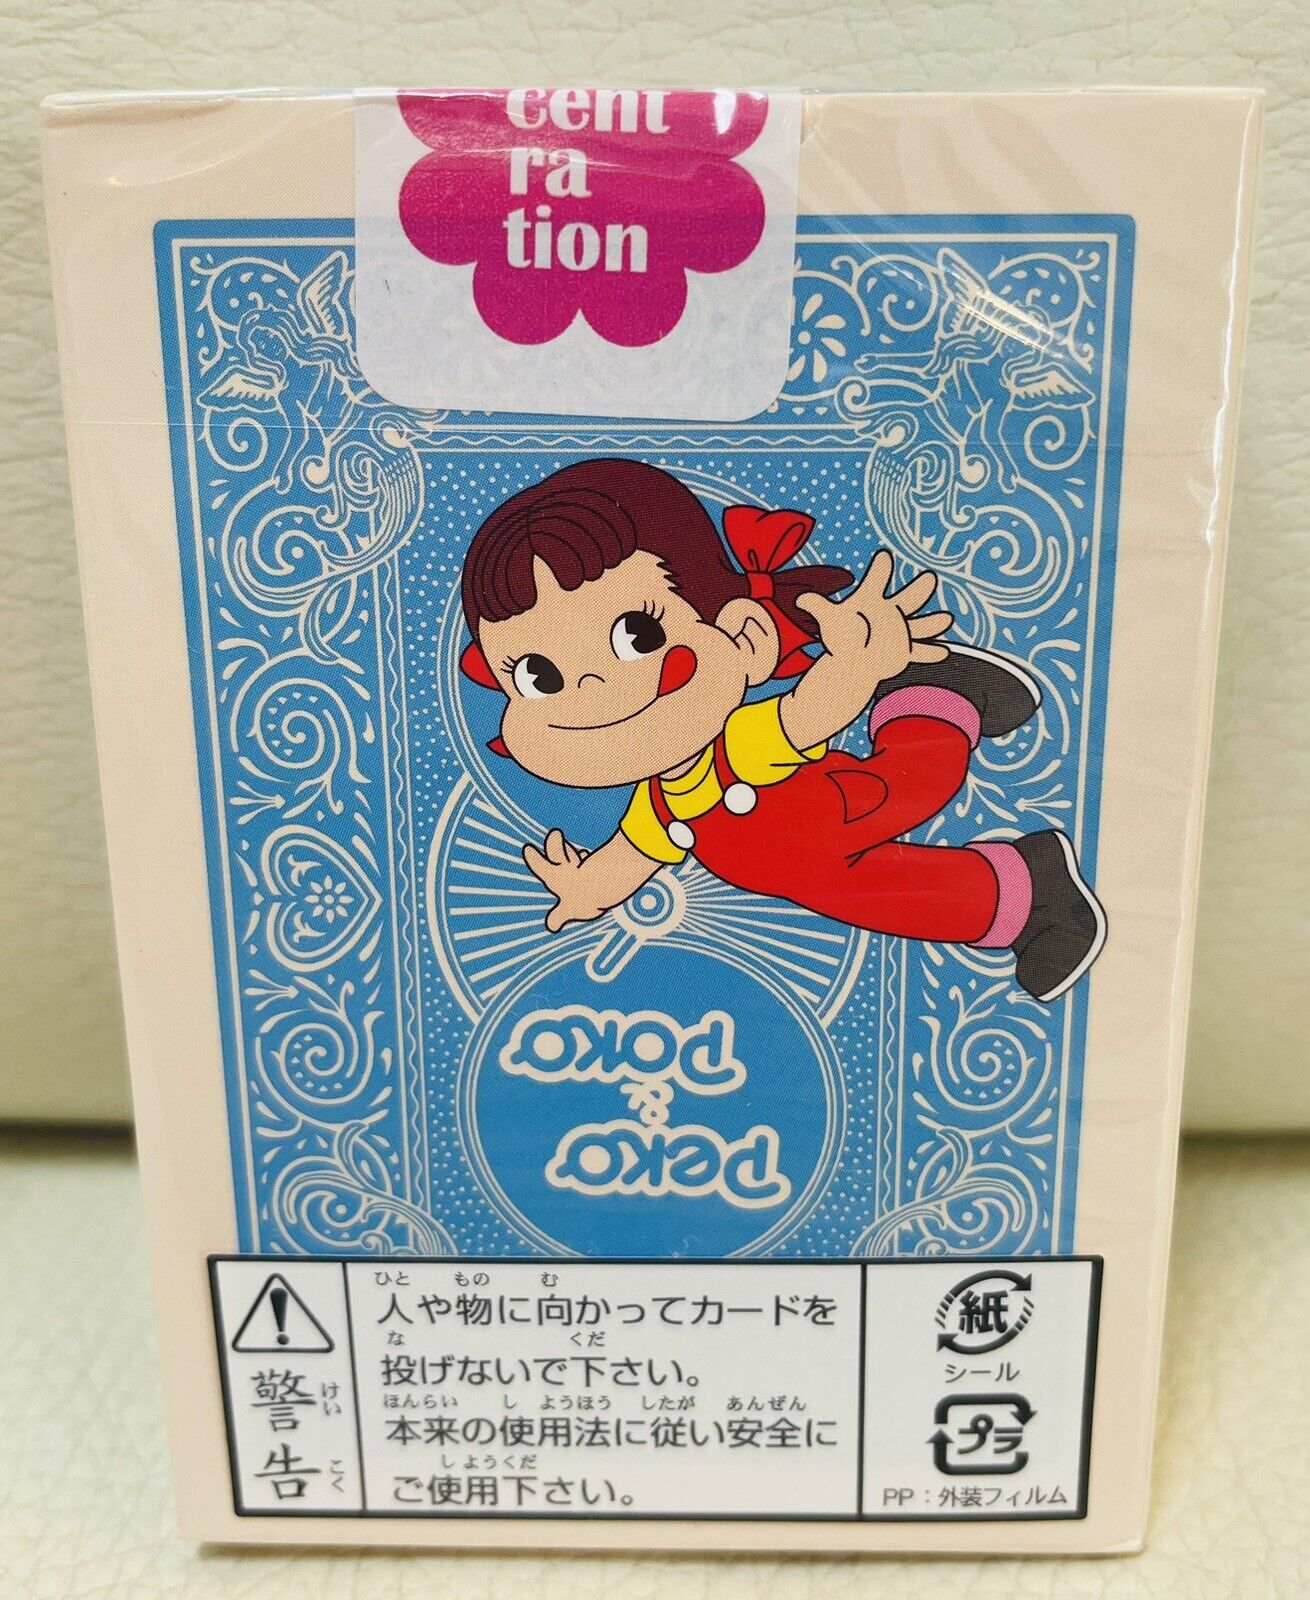 cent
ra
tion
Poko
&
Peko
警告
けいこく
ひと もの む
人や物に向かってカードを
な くだ
投げないで下さい。
ほんらい し ようほう したが あんぜん
本来の使用法に従い安全に
し ようくだ
ご使用下さい。
紙
シール
プラ
PP：外装フィルム